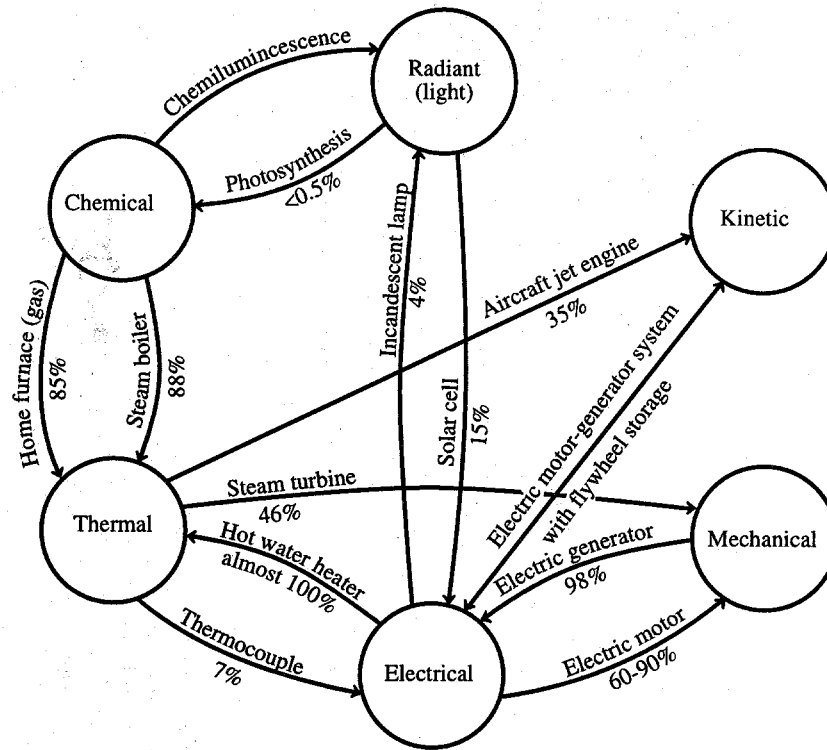 Radiant
(light)
Chemiluminescence
Photosynthesis
<0.5%
Chemical
Kinetic
Incandescent lamp
4%
Aircraft jet engine
35%
Home furnace (gas)
85%
Steam boiler
88%
Solar cell
15%
Electric motor-generator system
with flywheel storage
Thermal
Steam turbine
46%
Mechanical
Hot water heater
almost 100%
Electric generator
98%
Thermocouple
7%
Electrical
Electric motor
60-90%